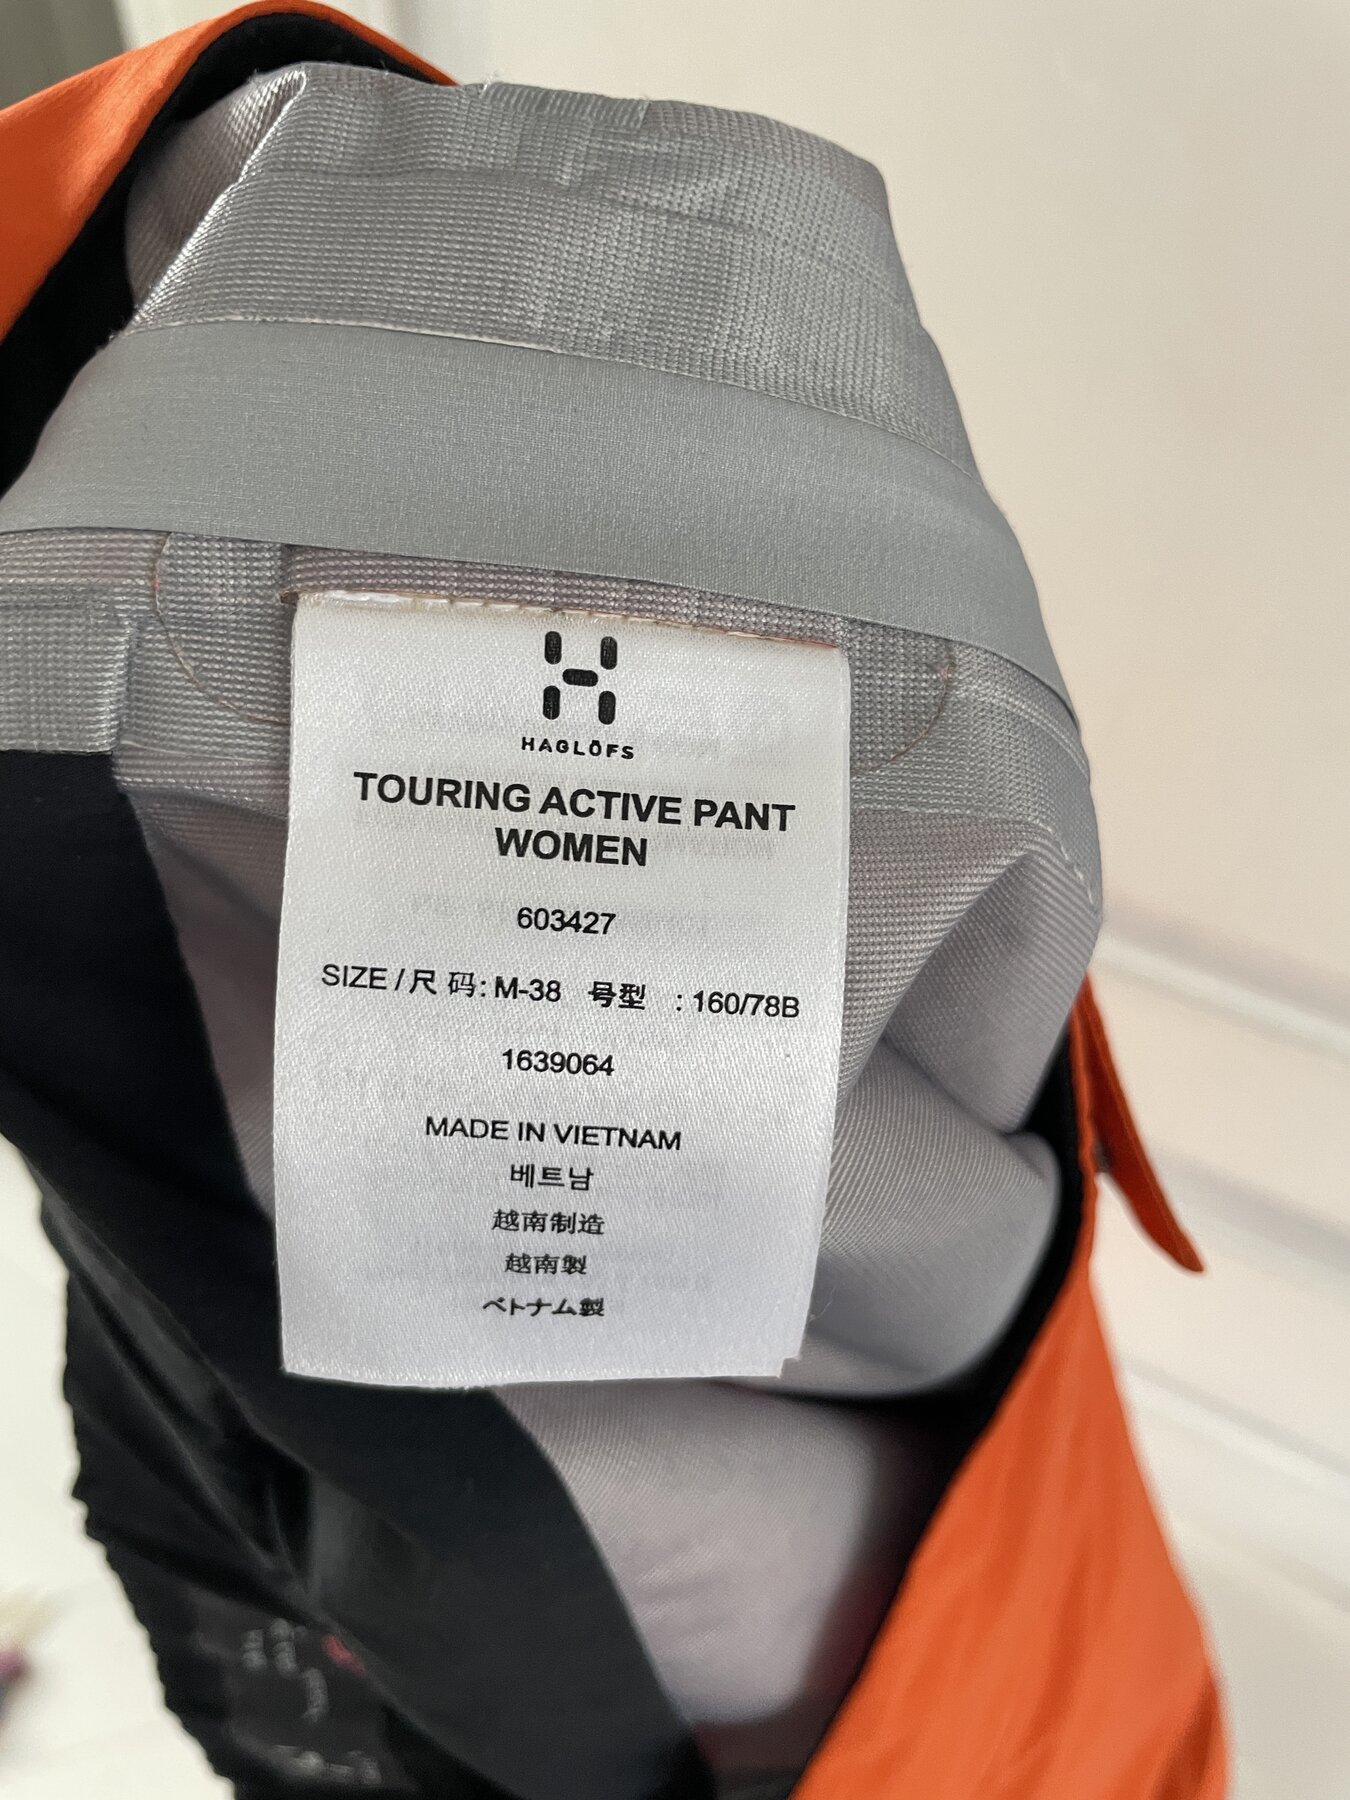 HAGLÖFS
TOURING ACTIVE PANT
WOMEN
603427
SIZE / 尺 码: M-38 号型 : 160/78B
1639064
MADE IN VIETNAM
베트남
越南制造
越南製
ベトナム製